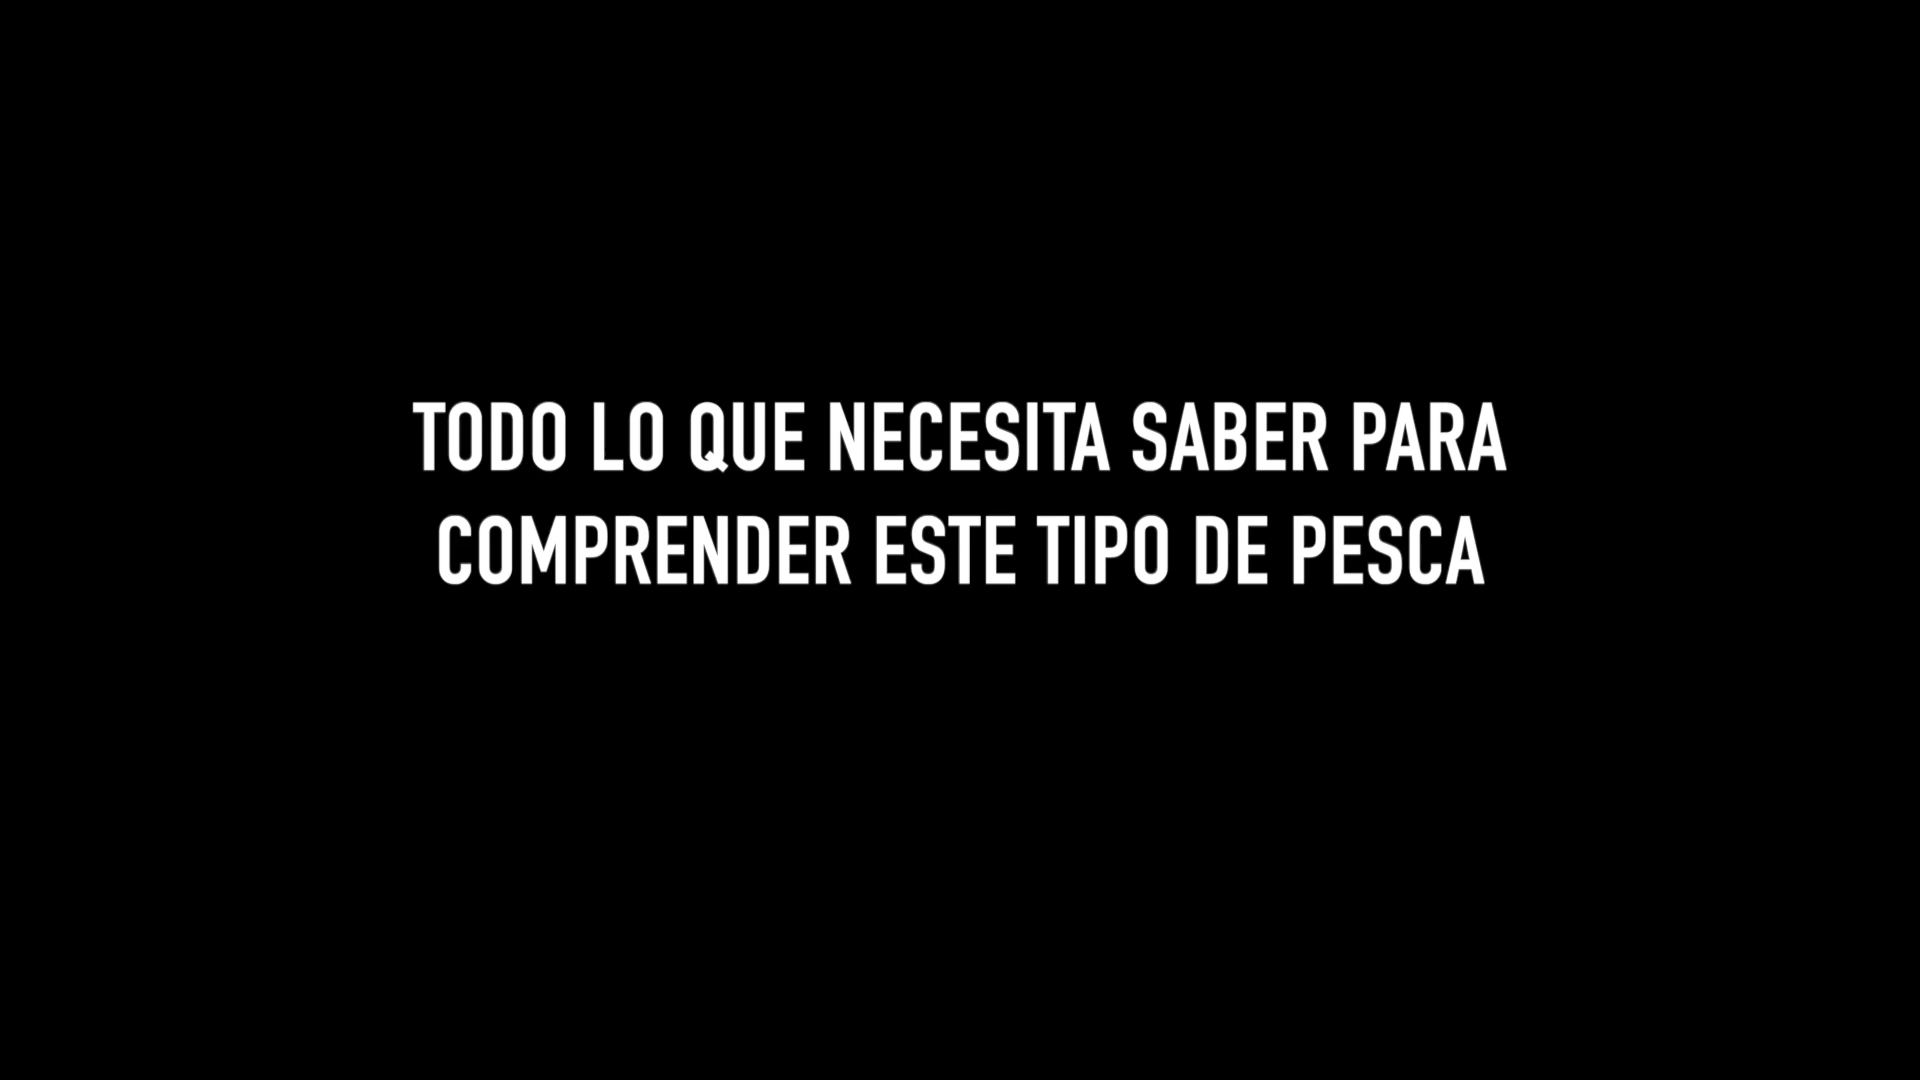 TODO LO QUE NECESITA SABER PARA
COMPRENDER ESTE TIPO DE PESCA